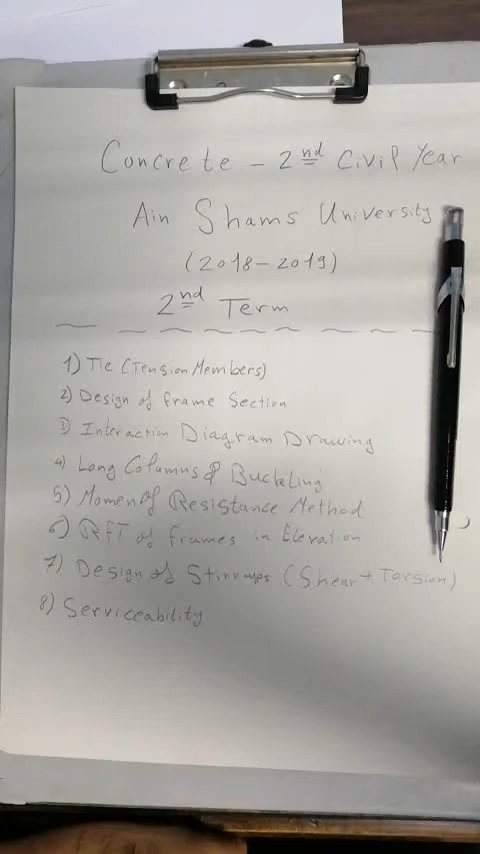 Concrete - 2nd Civil Year
Ain Shams University
(2018-2019)
2nd Term
1) Tie (Tension Members)
2) Design of Frame Section
3) Interaction Diagram Drawing
4) Long Columns & Buckling
5) Momen of Resistance Method
6) RFT of Frames in Elevation
7) Design of Stirrups (Shear + Torsion)
8) Serviceability